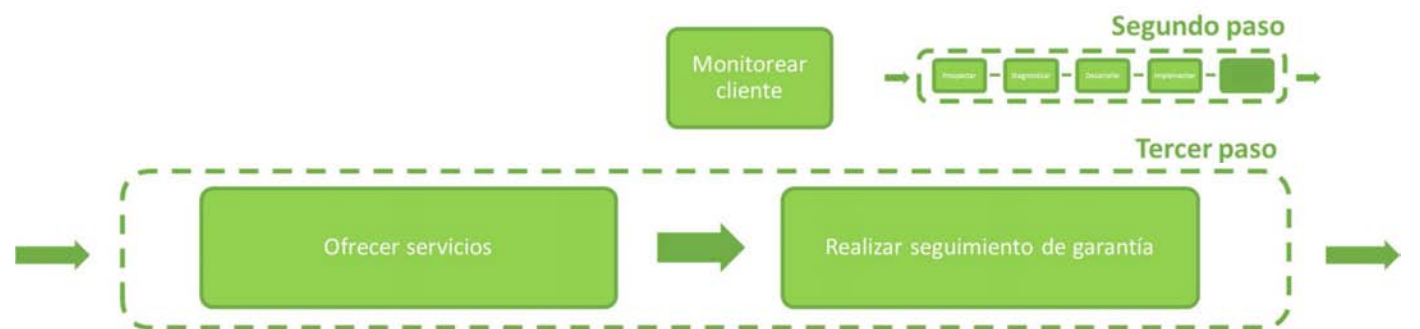 Segundo paso
Monitorear
cliente
Prospectar
Diagnosticar
Desarrollar
Implementar
Tercer paso
Ofrecer servicios
Realizar seguimiento de garantía